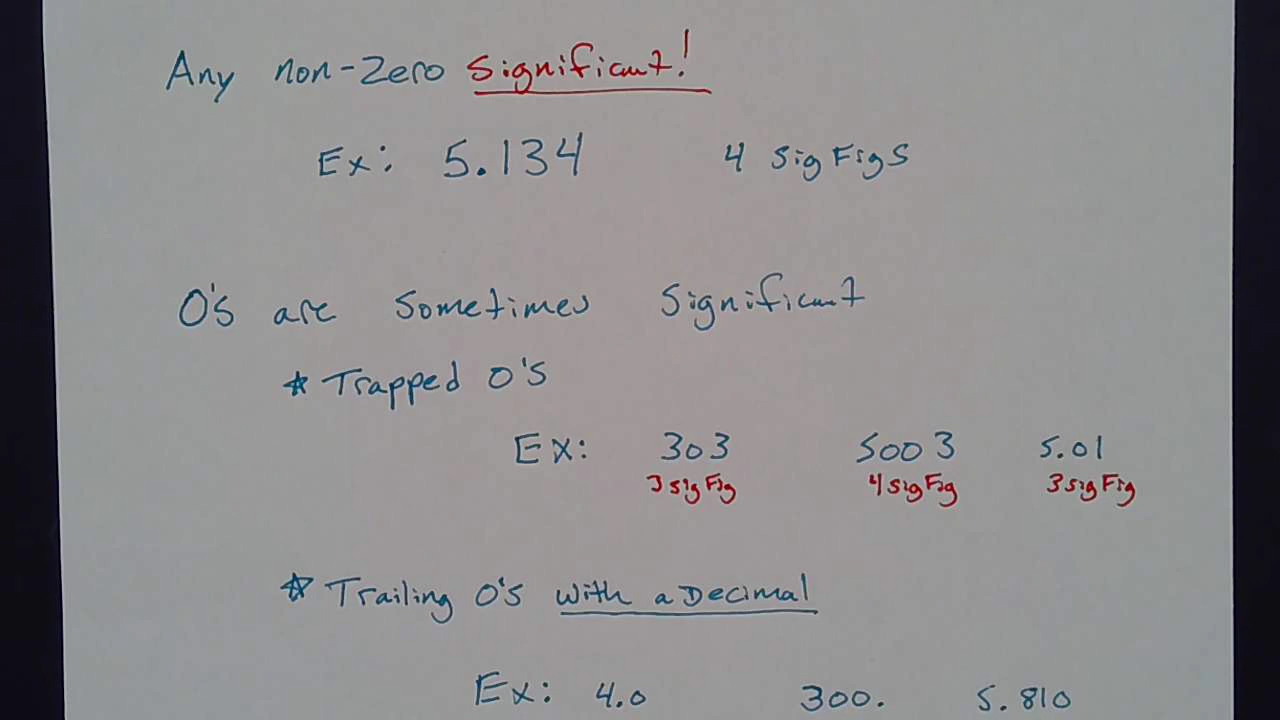 Any non-Zero Significant!
Ex: 5.134 4 Sig Figs
0's are Sometimes Significant
* Trapped 0's
Ex: 303 5003 5.01
3 Sig Fig 4 Sig Fig 3 Sig Fig
* Trailing 0's with a Decimal
Ex: 4.0 300. 5.810